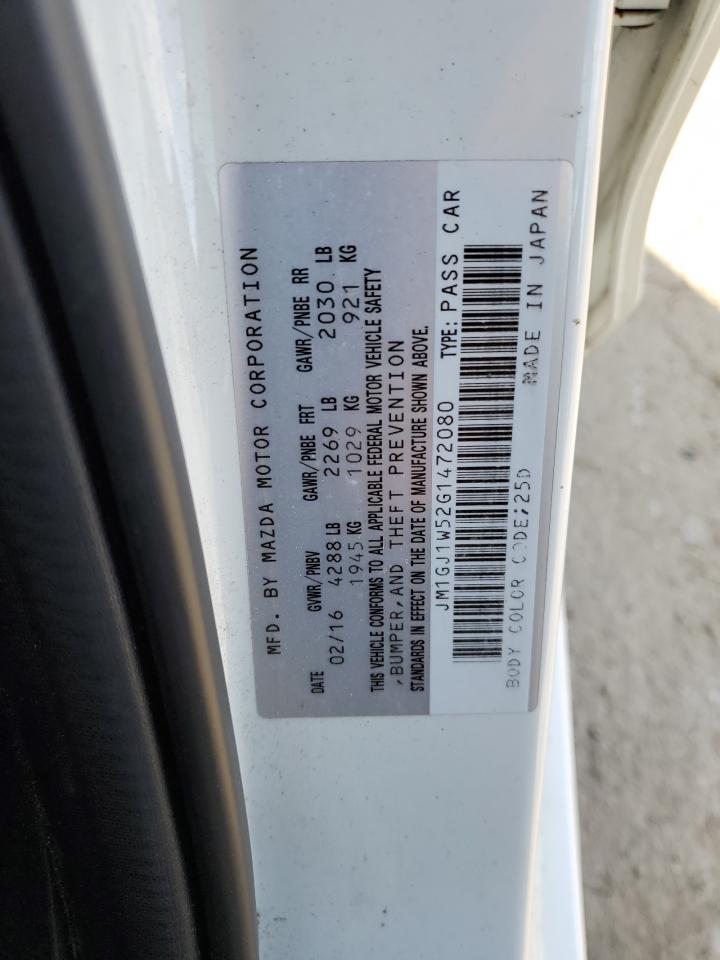 MFD. BY MAZDA MOTOR CORPORATION
DATE GVWR/PNBV GAWR/PNBE FRT GAWR/PNBE RR
02/16 4288 LB 2269 LB 2030 LB
1945 KG 1029 KG 921 KG
THIS VEHICLE CONFORMS TO ALL APPLICABLE FEDERAL MOTOR VEHICLE SAFETY
,BUMPER,AND THEFT PREVENTION
STANDARDS IN EFFECT ON THE DATE OF MANUFACTURE SHOWN ABOVE.
JM1GJ1W52G1472080 TYPE: PASS CAR
BODY COLOR CODE;25D MADE IN JAPAN